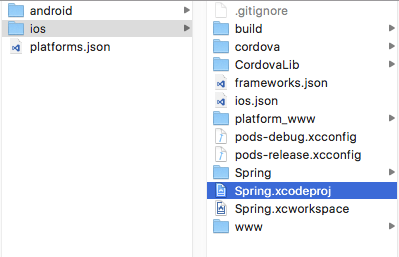 android
ios
platforms.json
.gitignore
build
cordova
CordovaLib
frameworks.json
ios.json
platform_www
pods-debug.xcconfig
pods-release.xcconfig
Spring
Spring.xcodeproj
Spring.xcworkspace
www